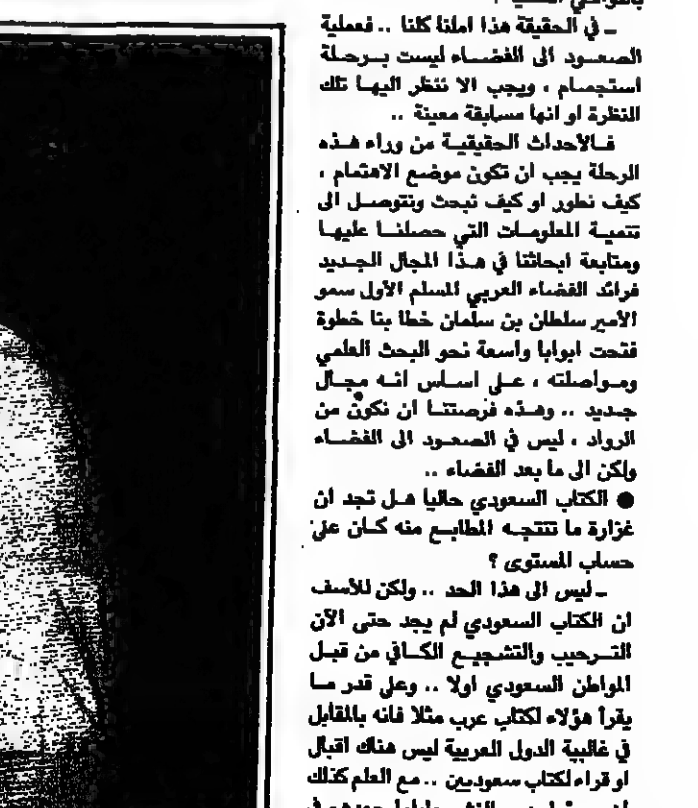 – في الحقيقة هذا املنا كلنا .. فعملية
الصعود الى الفضاء ليست برحلة
استجمام ، ويجب الا ننظر اليها تلك
النظرة او انها مسابقة معينة ..
فالأحداث الحقيقية من وراء هذه
الرحلة يجب ان تكون موضع الاهتمام ،
كيف نطور او كيف نبحث ونتوصل الى
تنمية المعلومات التي حصلنا عليها
ومتابعة ابحاثنا في هذا المجال الجديد
فرائد الفضاء العربي المسلم الأول سمو
الأمير سلطان بن سلمان خطا بنا خطوة
فتحت ابوابا واسعة نحو البحث العلمي
ومواصلته ، على اساس انه مجال
جديد .. وهذه فرصتنا ان نكون من
الرواد ، ليس في الصعود الى الفضاء
ولكن الى ما بعد الفضاء ..
● الكتاب السعودي حاليا هل تجد ان
غزارة ما تنتجه المطابع منه كان على
حساب المستوى ؟
– ليس الى هذا الحد .. ولكن للأسف
ان الكتاب السعودي لم يجد حتى الآن
الترحيب والتشجيع الكافي من قبل
المواطن السعودي اولا .. وعلى قدر ما
يقرأ هؤلاء لكتاب عرب مثلا فانه بالمقابل
في غالبية الدول العربية ليس هناك اقبال
او قراء لكتاب سعوديين .. مع العلم كذلك